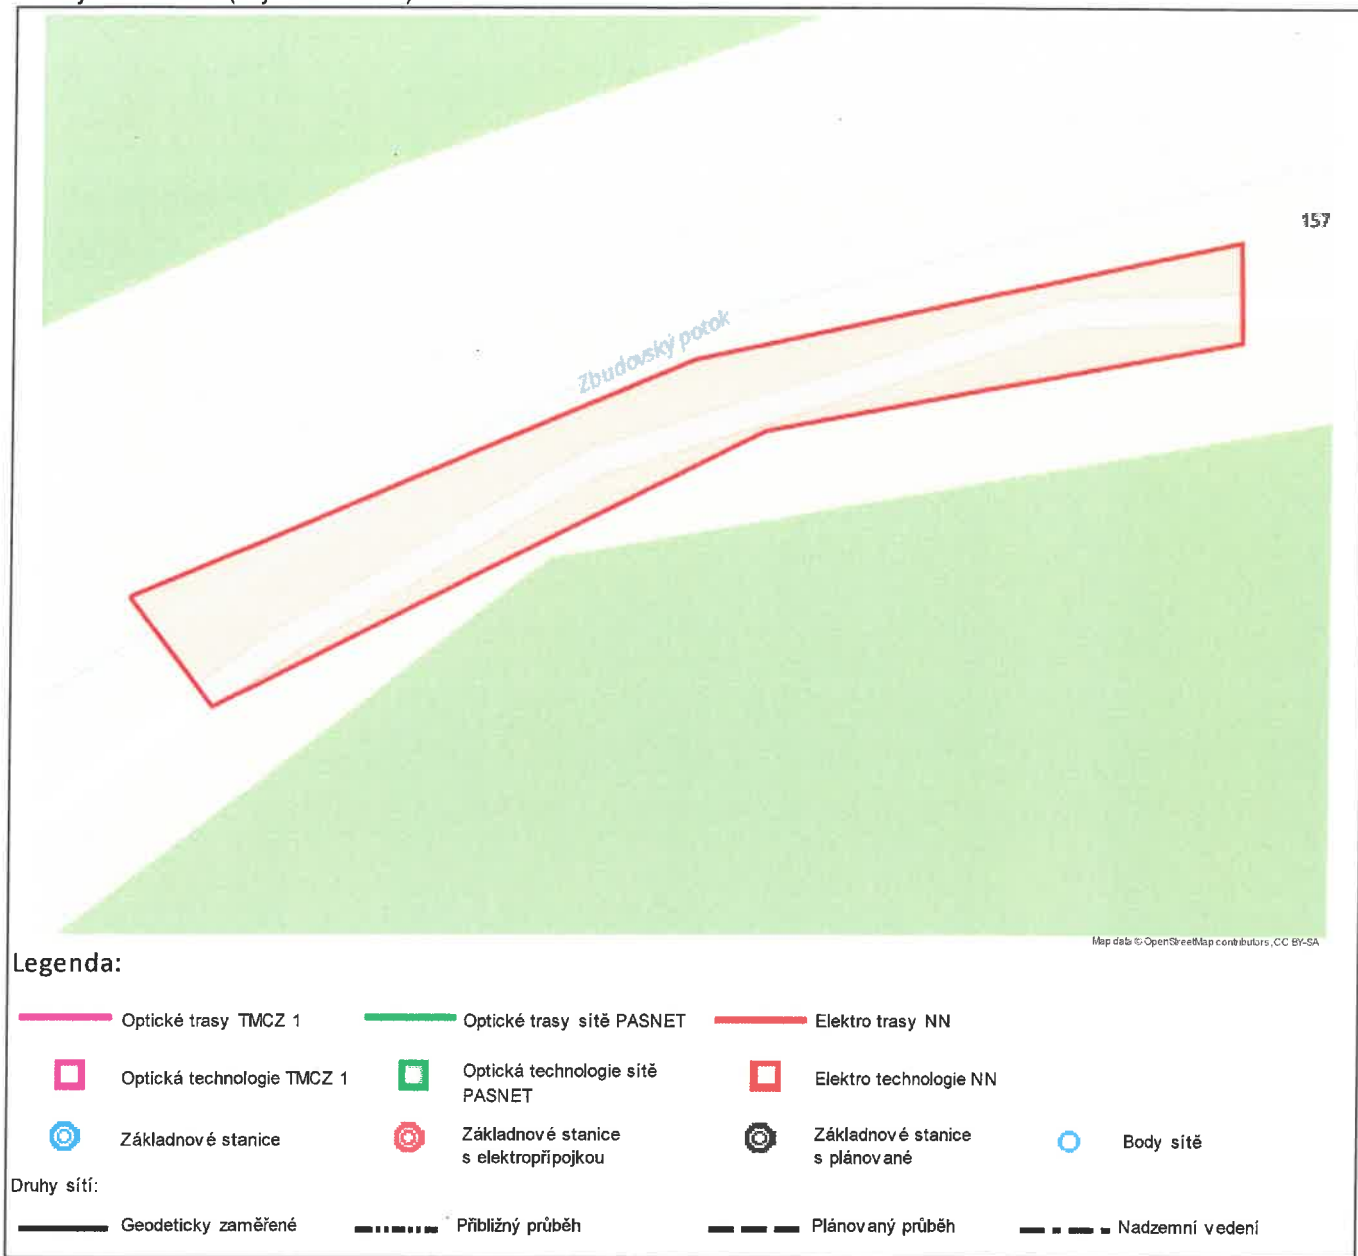 157
Zbudovský potok
Map data © OpenStreetMap contributors, CC BY-SA
Legenda:
Optické trasy TMCZ 1
Optické trasy sítě PASNET
Elektro trasy NN
Optická technologie TMCZ 1
Optická technologie sítě
PASNET
Elektro technologie NN
Základnové stanice
Základnové stanice
s elektropřípojkou
Základnové stanice
s plánované
Body sítě
Druhy sítí:
Geodeticky zaměřené
Přibližný průběh
Plánovaný průběh
Nadzemní vedení